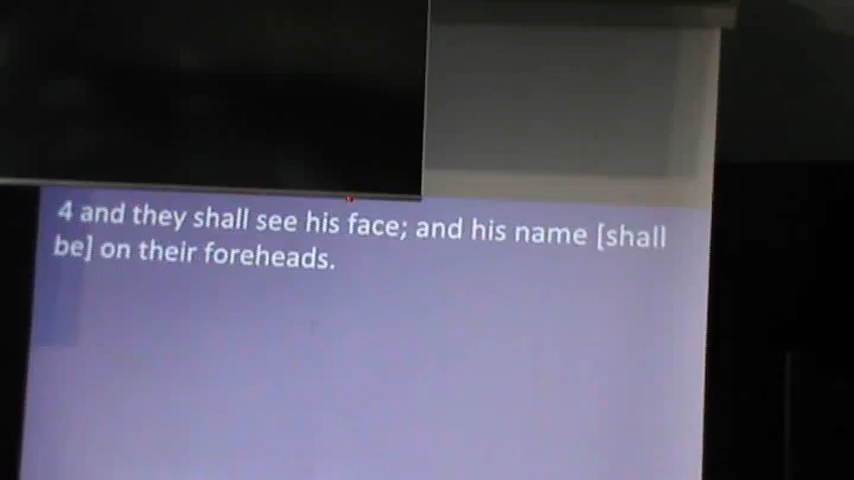 4 and they shall see his face; and his name [shall
be] on their foreheads.